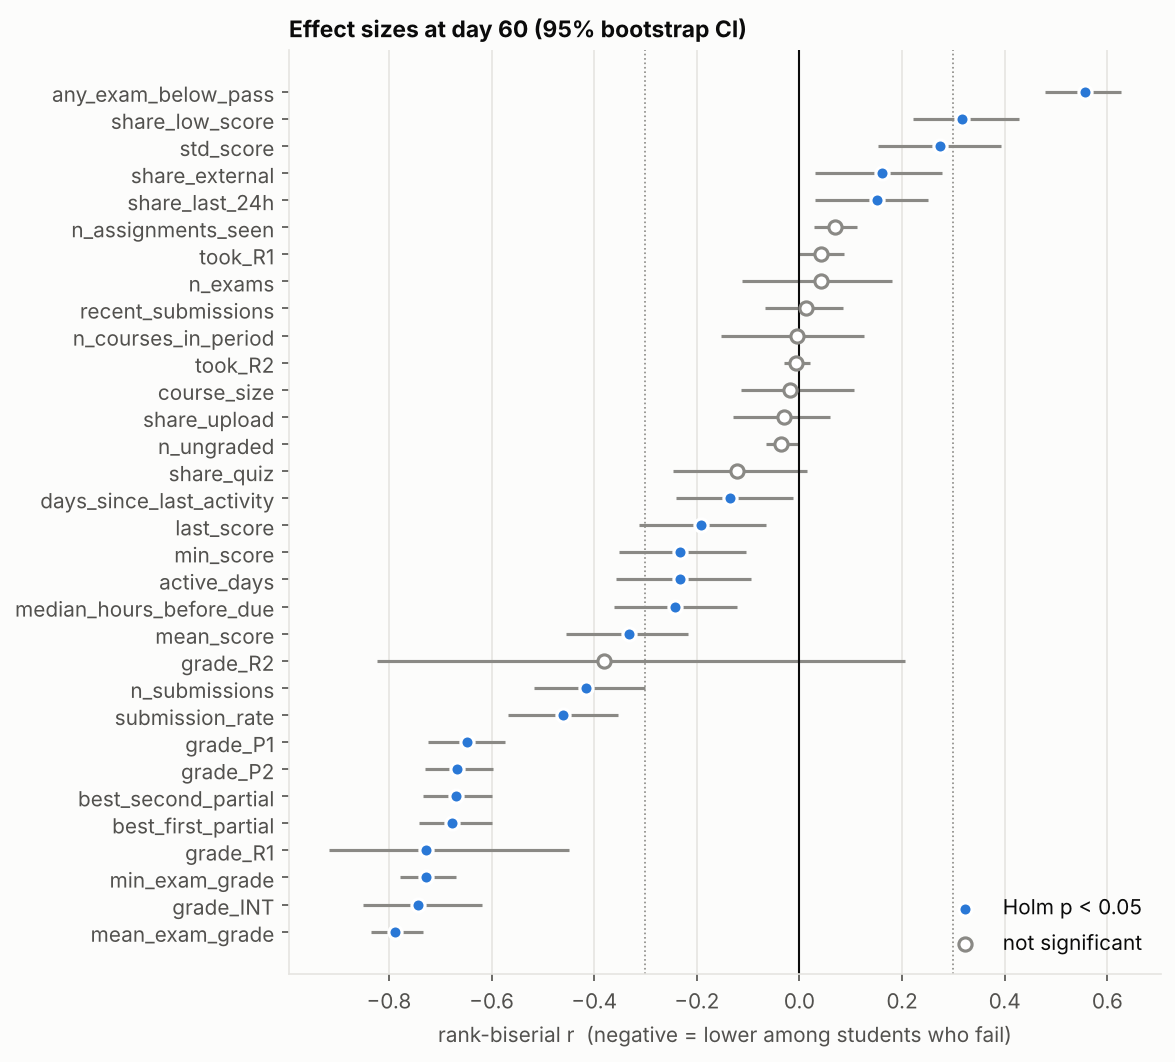 Effect sizes at day 60 (95% bootstrap CI)
any_exam_below_pass
share_low_score
std_score
share_external
share_last_24h
n_assignments_seen
took_R1
n_exams
recent_submissions
n_courses_in_period
took_R2
course_size
share_upload
n_ungraded
share_quiz
days_since_last_activity
last_score
min_score
active_days
median_hours_before_due
mean_score
grade_R2
n_submissions
submission_rate
grade_P1
grade_P2
best_second_partial
best_first_partial
grade_R1
min_exam_grade
grade_INT
mean_exam_grade
Holm p < 0.05
not significant
−0.8 −0.6 −0.4 −0.2 0.0 0.2 0.4 0.6
rank-biserial r (negative = lower among students who fail)